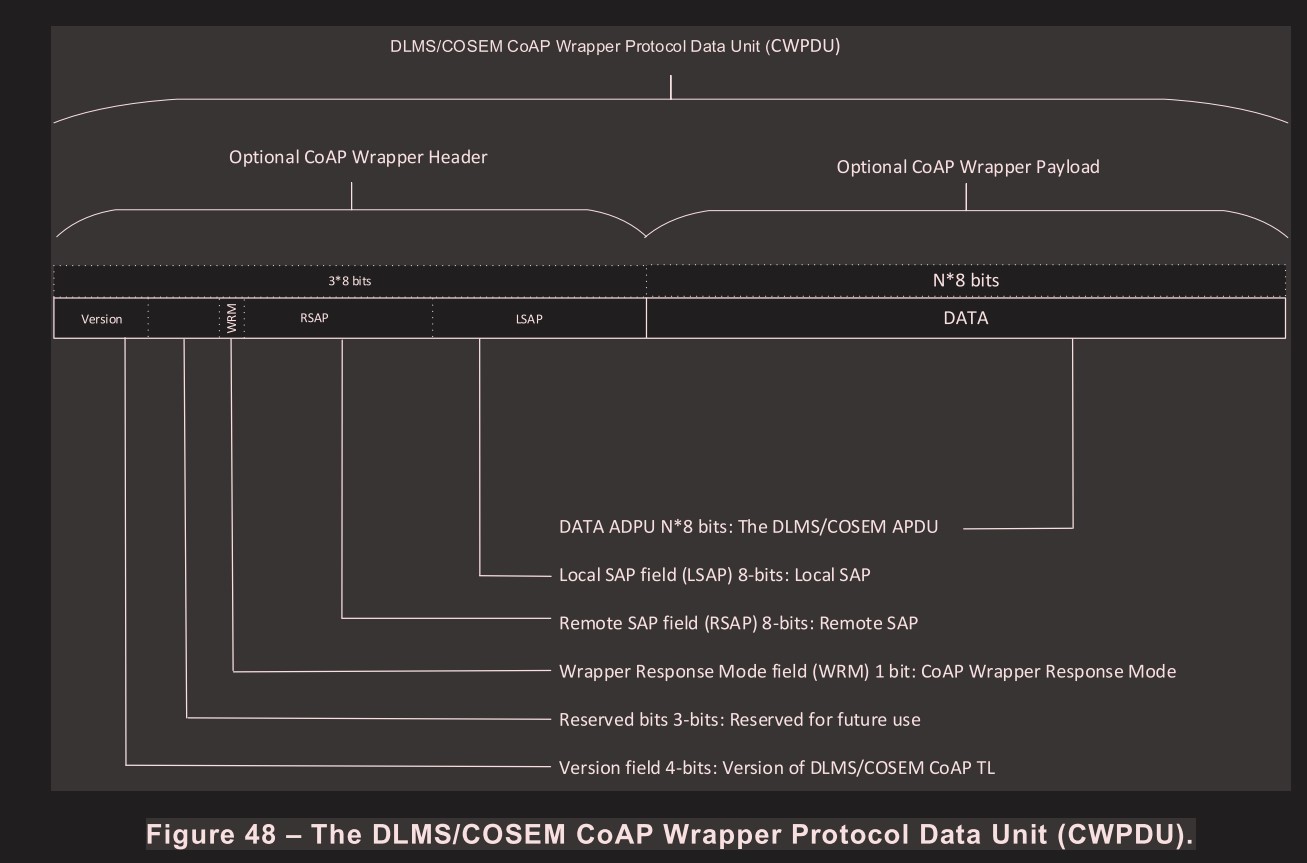 DLMS/COSEM CoAP Wrapper Protocol Data Unit (CWPDU)
Optional CoAP Wrapper Header
Optional CoAP Wrapper Payload
3*8 bits
N*8 bits
Version
WRM
RSAP
LSAP
DATA
DATA ADPU N*8 bits: The DLMS/COSEM APDU
Local SAP field (LSAP) 8-bits: Local SAP
Remote SAP field (RSAP) 8-bits: Remote SAP
Wrapper Response Mode field (WRM) 1 bit: CoAP Wrapper Response Mode
Reserved bits 3-bits: Reserved for future use
Version field 4-bits: Version of DLMS/COSEM CoAP TL
Figure 48 – The DLMS/COSEM CoAP Wrapper Protocol Data Unit (CWPDU).